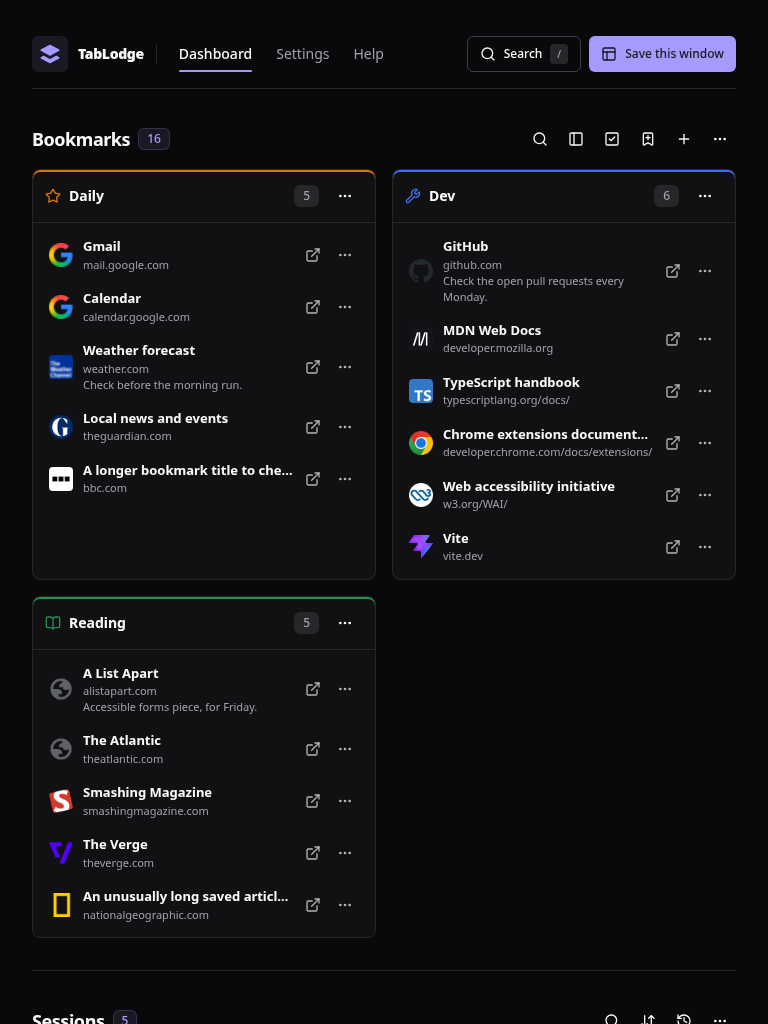 TabLodge
Dashboard
Settings
Help
Search /
Save this window
Bookmarks 16
Daily 5
Gmail
mail.google.com
Calendar
calendar.google.com
The Weather Channel
Weather forecast
weather.com
Check before the morning run.
Local news and events
theguardian.com
A longer bookmark title to che...
bbc.com
Dev 6
GitHub
github.com
Check the open pull requests every
Monday.
MDN Web Docs
developer.mozilla.org
TS
TypeScript handbook
typescriptlang.org/docs/
Chrome extensions document...
developer.chrome.com/docs/extensions/
Web accessibility initiative
w3.org/WAI/
Vite
vite.dev
Reading 5
A List Apart
alistapart.com
Accessible forms piece, for Friday.
The Atlantic
theatlantic.com
Smashing Magazine
smashingmagazine.com
The Verge
theverge.com
An unusually long saved articl...
nationalgeographic.com
Sessions 5